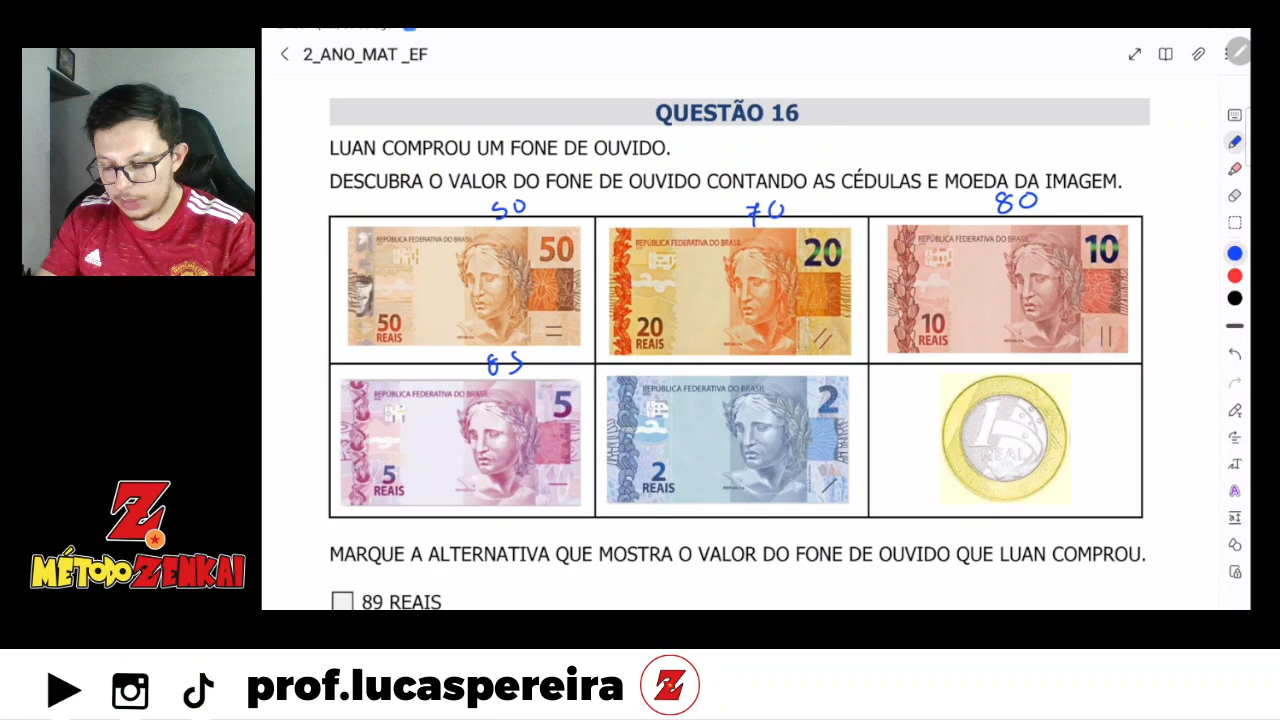 2_ANO_MAT _EF
QUESTÃO 16
LUAN COMPROU UM FONE DE OUVIDO.
DESCUBRA O VALOR DO FONE DE OUVIDO CONTANDO AS CÉDULAS E MOEDA DA IMAGEM.
50 70 80
REPÚBLICA FEDERATIVA DO BRASIL 50 REPÚBLICA FEDERATIVA DO BRASIL 20 REPÚBLICA FEDERATIVA DO BRASIL 10
50 REAIS 20 REAIS 10 REAIS
85
REPÚBLICA FEDERATIVA DO BRASIL 5 REPÚBLICA FEDERATIVA DO BRASIL 2 1 REAL
5 REAIS 2 REAIS
MARQUE A ALTERNATIVA QUE MOSTRA O VALOR DO FONE DE OUVIDO QUE LUAN COMPROU.
89 REAIS
Z
MÉTODO ZENKAI
prof.lucaspereira Z